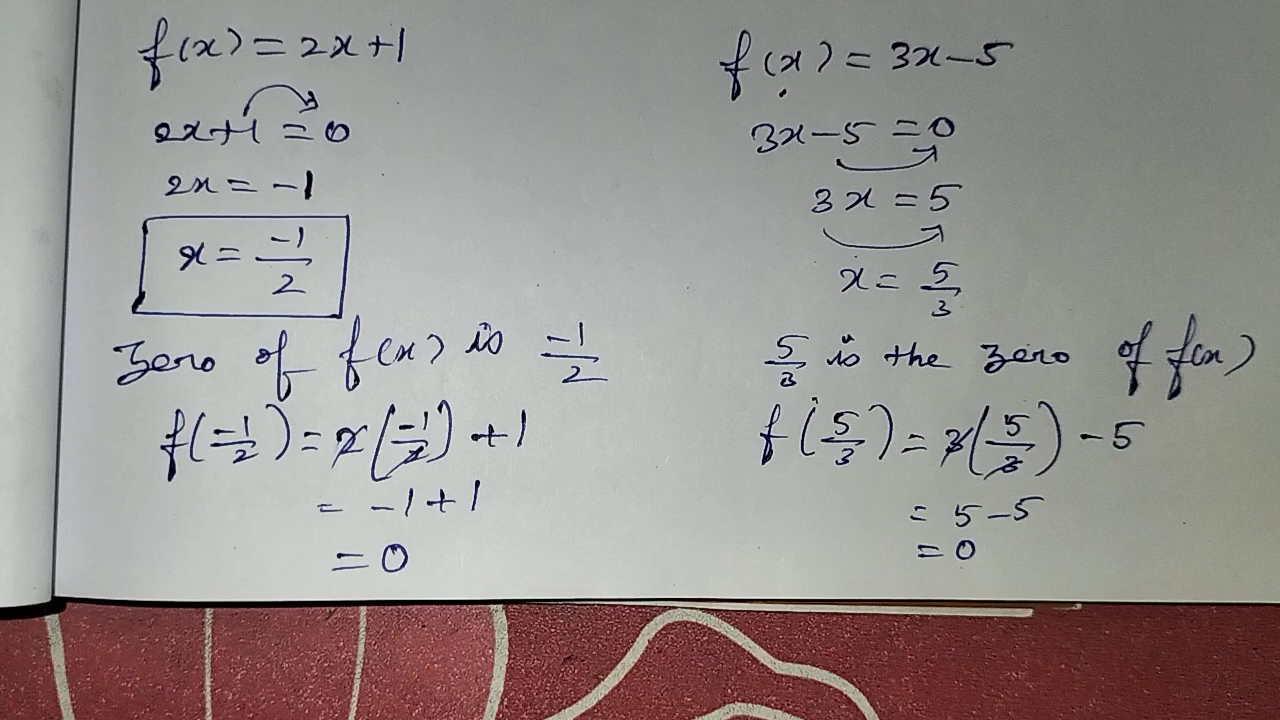 f(x) = 2x+1
2x+1 = 0
2x = -1
x = -1/2
Zero of f(x) is -1/2
f(-1/2) = 2(-1/2) + 1
= -1+1
= 0
f(x) = 3x-5
3x-5 = 0
3x = 5
x = 5/3
5/3 is the zero of f(x)
f(5/3) = 3(5/3) - 5
= 5-5
= 0